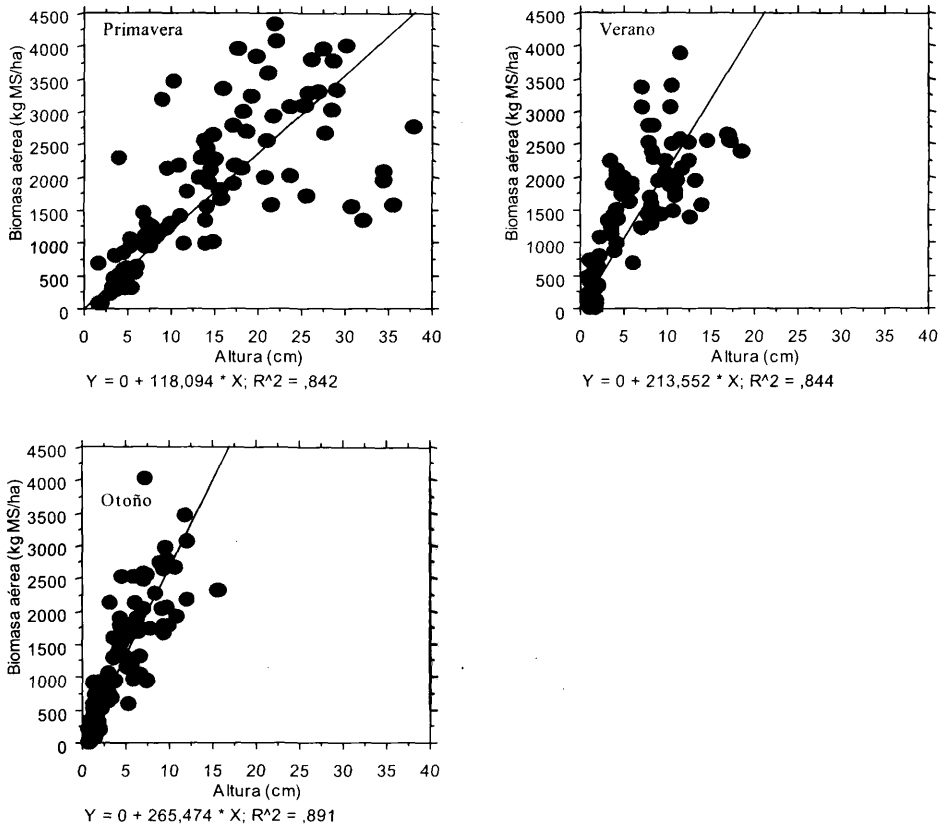 Primavera
Biomasa aérea (kg MS/ha)
4500
4000
3500
3000
2500
2000
1500
1000
500
0
0 5 10 15 20 25 30 35 40
Altura (cm)
Y = 0 + 118,094 * X; R^2 = ,842
Verano
Biomasa aérea (kg MS/ha)
4500
4000
3500
3000
2500
2000
1500
1000
500
0
0 5 10 15 20 25 30 35 40
Altura (cm)
Y = 0 + 213,552 * X; R^2 = ,844
Otoño
Biomasa aérea (kg MS/ha)
4500
4000
3500
3000
2500
2000
1500
1000
500
0
0 5 10 15 20 25 30 35 40
Altura (cm)
Y = 0 + 265,474 * X; R^2 = ,891